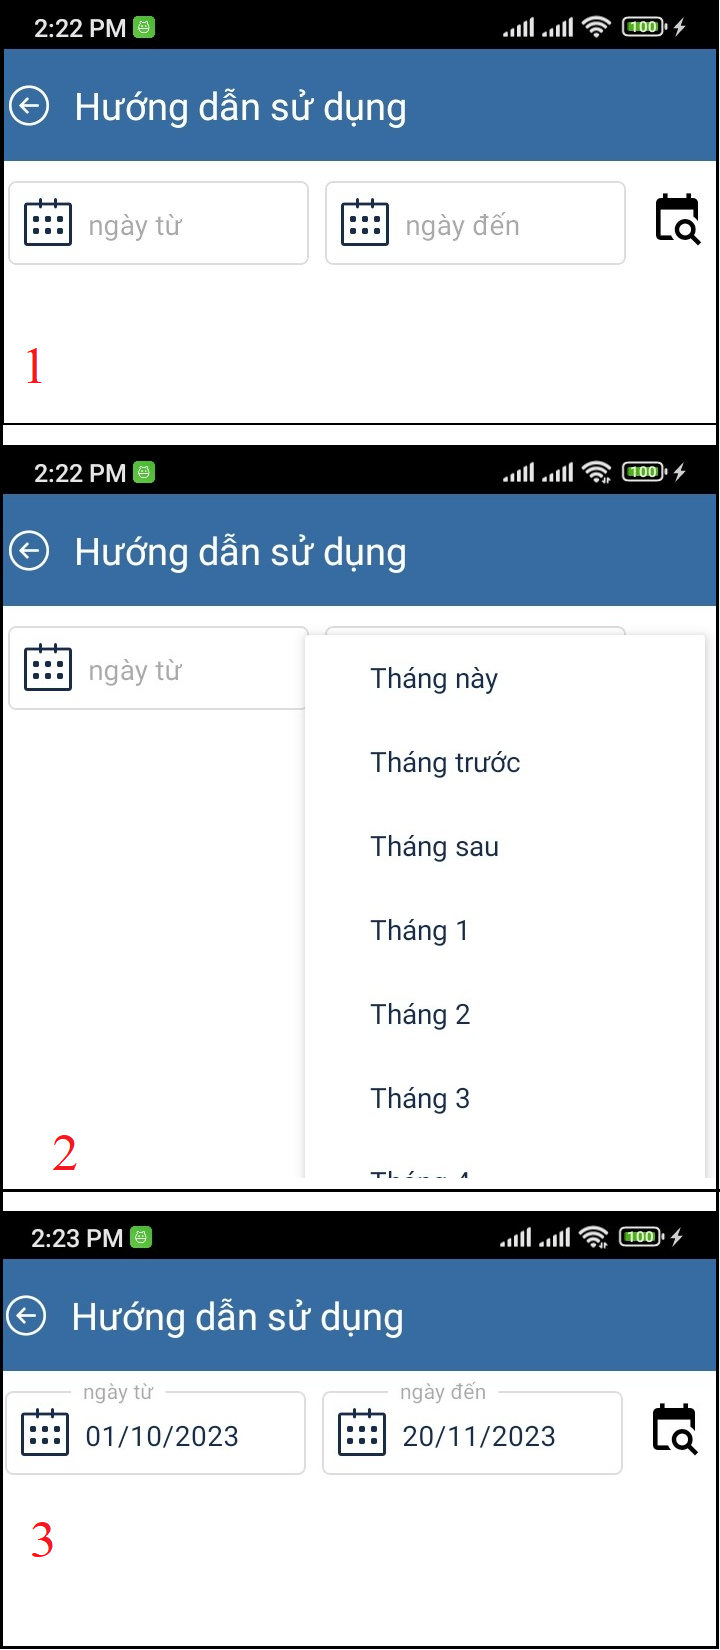 2:22 PM 100
Hướng dẫn sử dụng
ngày từ ngày đến
1
2:22 PM 100
Hướng dẫn sử dụng
ngày từ
Tháng này
Tháng trước
Tháng sau
Tháng 1
Tháng 2
Tháng 3
Tháng 4
2
2:23 PM 100
Hướng dẫn sử dụng
ngày từ ngày đến
01/10/2023 20/11/2023
3